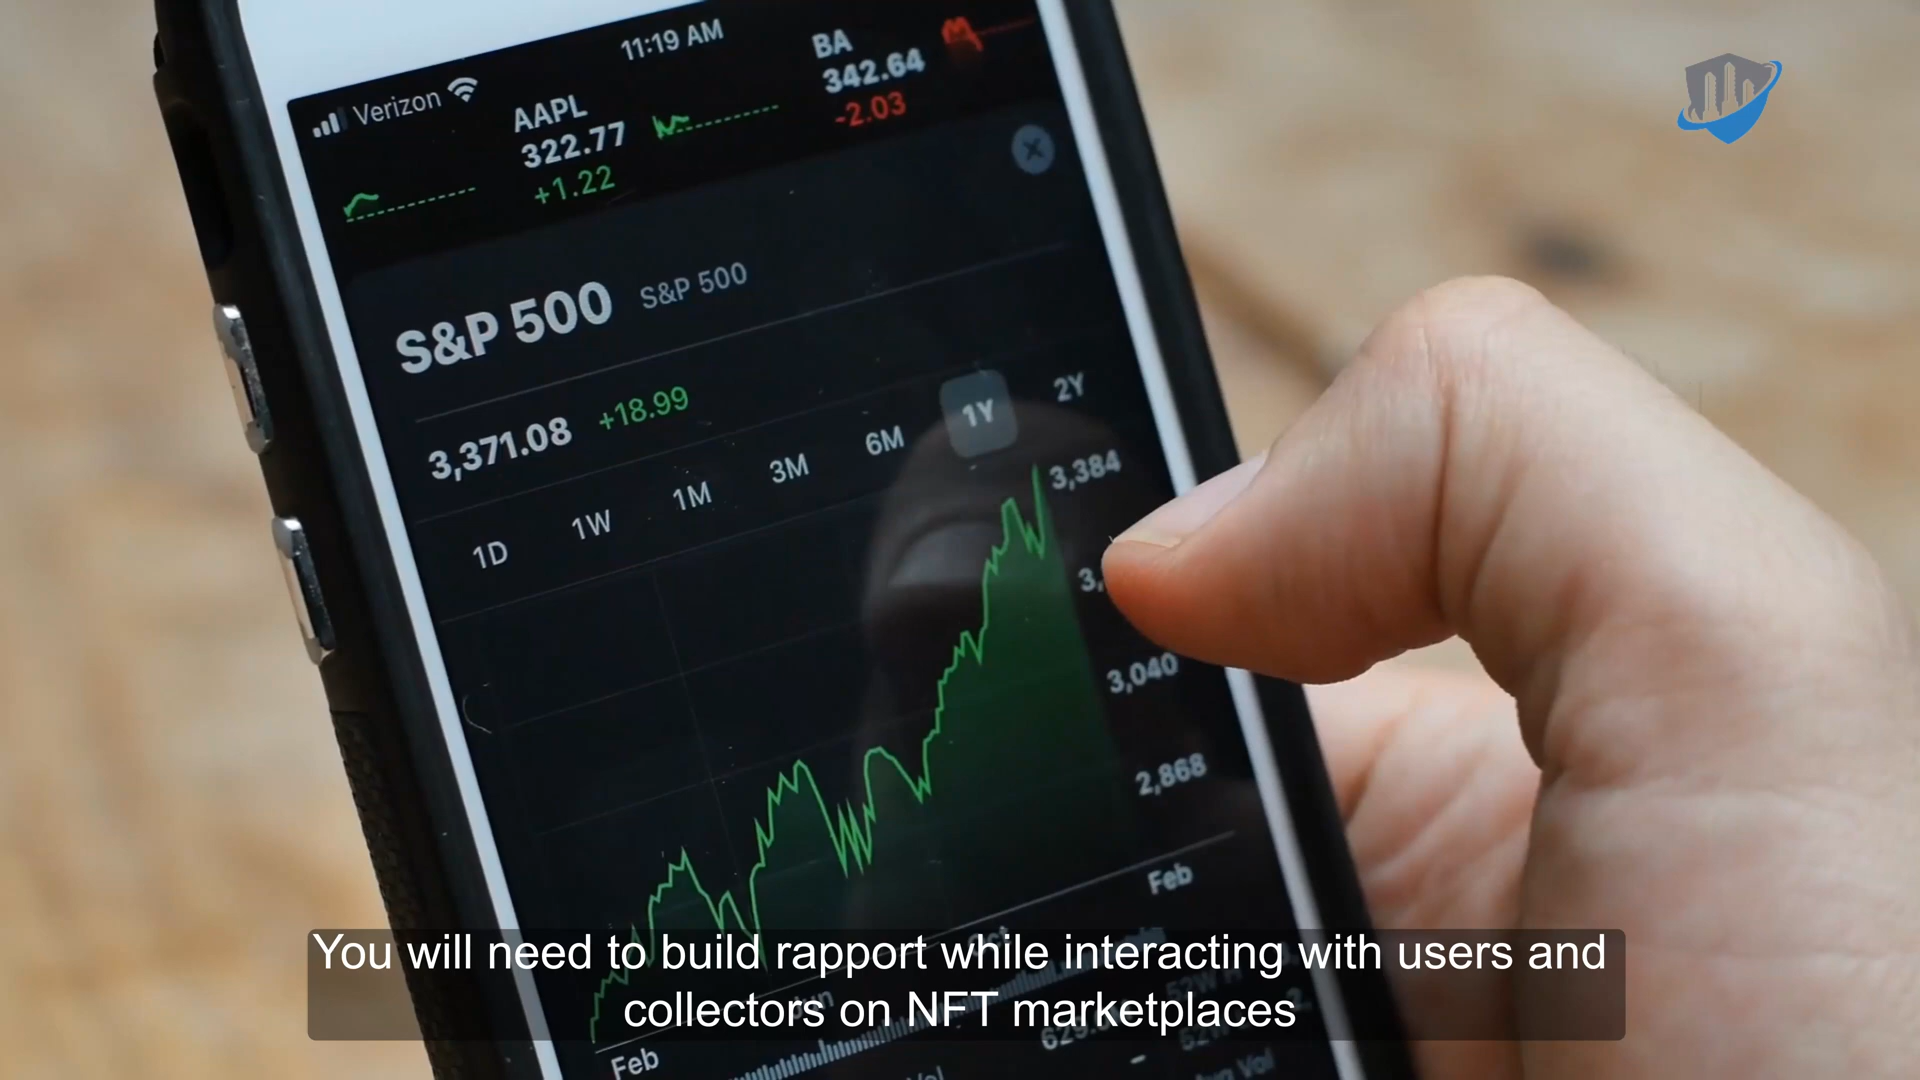 11:19 AM
Verizon
AAPL
322.77
+1.22
BA
342.64
-2.03
S&P 500 S&P 500
3,371.08 +18.99
1D 1W 1M 3M 6M 1Y 2Y
3,384
3,040
2,868
Feb
Jun
Oct
Feb
You will need to build rapport while interacting with users and
collectors on NFT marketplaces